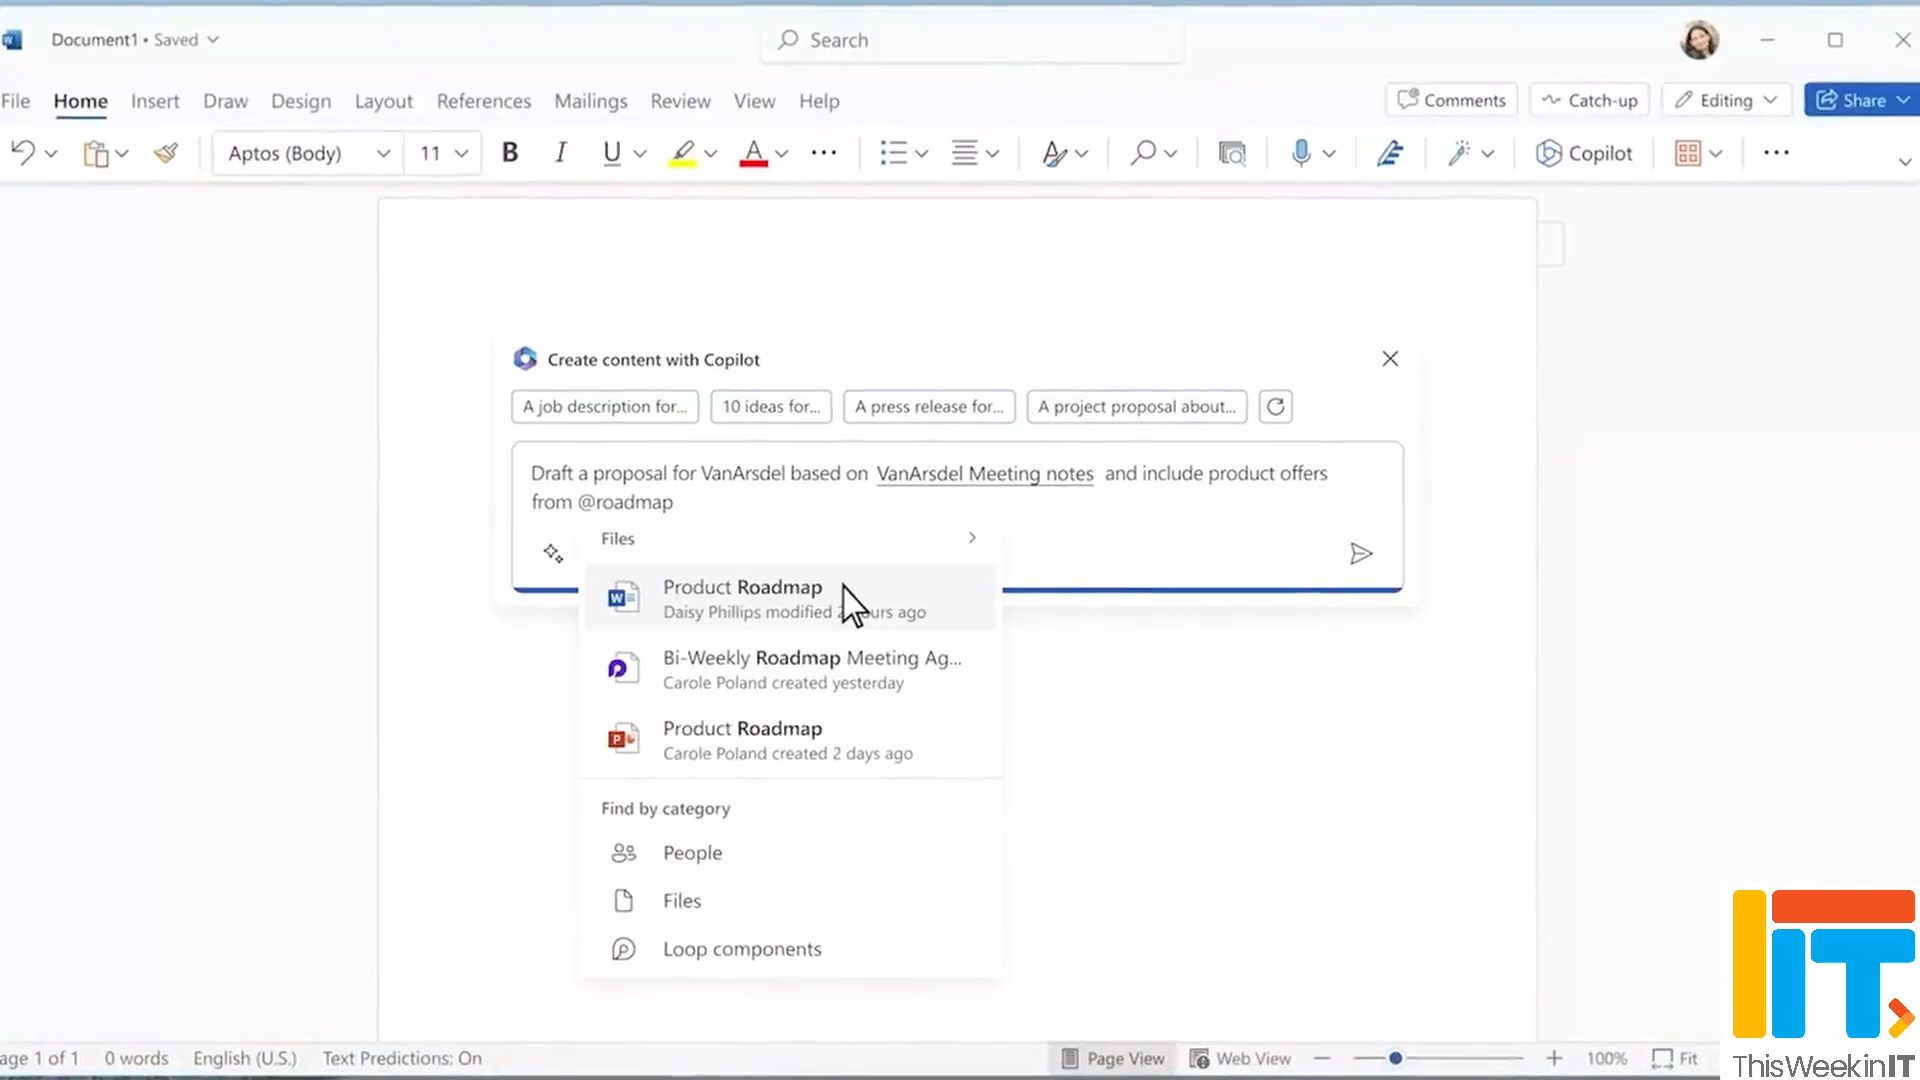 Document1 • Saved
Search
File Home Insert Draw Design Layout References Mailings Review View Help
Comments Catch-up Editing Share
Aptos (Body) 11 B I U A Copilot
Create content with Copilot
A job description for... 10 ideas for... A press release for... A project proposal about...
Draft a proposal for VanArsdel based on VanArsdel Meeting notes and include product offers
from @roadmap
Files
Product Roadmap
Daisy Phillips modified 2 ours ago
Bi-Weekly Roadmap Meeting Ag...
Carole Poland created yesterday
Product Roadmap
Carole Poland created 2 days ago
Find by category
People
Files
Loop components
IT
ThisWeekinIT
age 1 of 1 0 words English (U.S.) Text Predictions: On Page View Web View 100% Fit